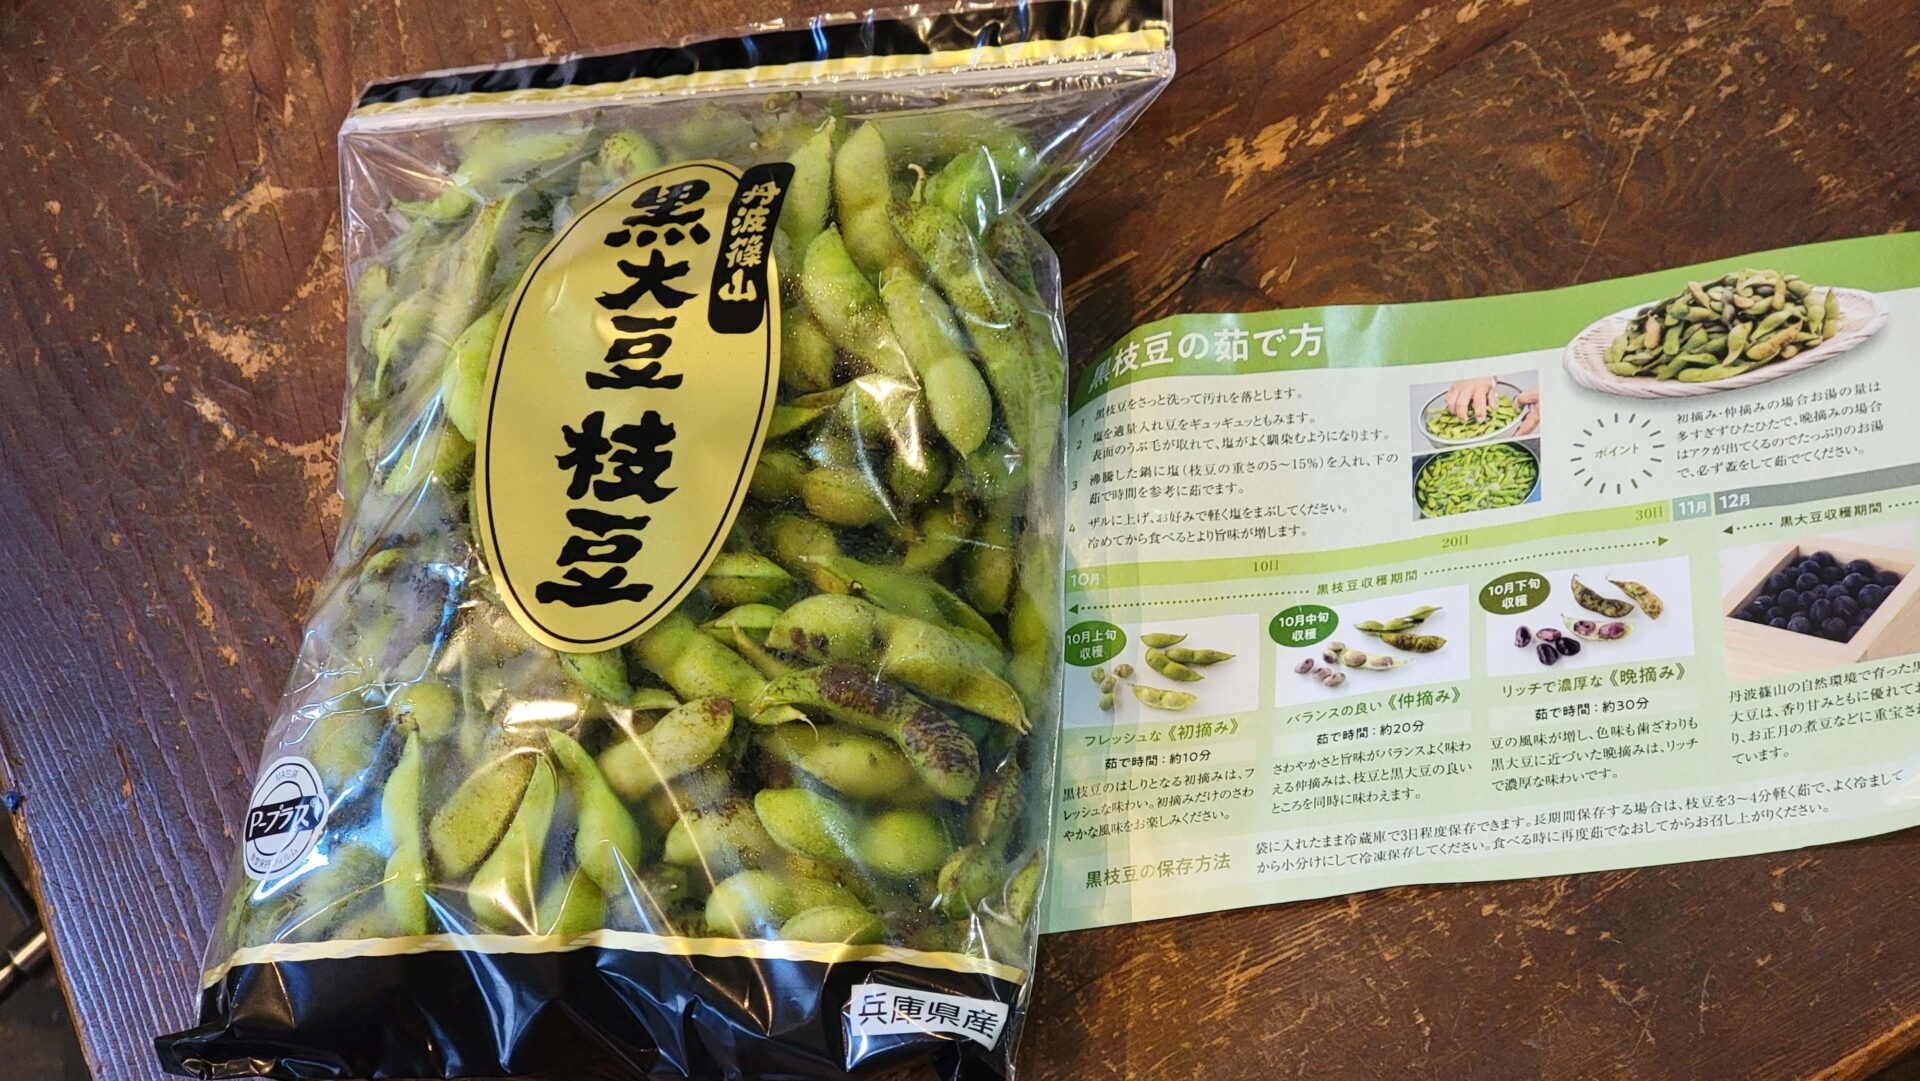 丹波篠山
黒大豆枝豆
P-プラス
兵庫県産
黒枝豆の茹で方
1 黒枝豆をさっと洗って汚れを落とします。
2 塩を適量入れ豆をギュッギュッともみます。
表面のうぶ毛が取れて、塩がよく馴染むようになります。
3 沸騰した鍋に塩(枝豆の重さの5〜15%)を入れ、下の
茹で時間を参考に茹でます。
4 ザルに上げ、お好みで軽く塩をまぶしてください。
冷めてから食べるとより旨味が増します。
ポイント
初摘み・仲摘みの場合お湯の量は
多すぎずひたひたで、晩摘みの場合
はアクが出てくるのでたっぷりのお湯
で、必ず蓋をして茹でてください。
10月
10日
20日
30日
11月
12月
黒枝豆収穫期間
黒大豆収穫期間
10月上旬
収穫
フレッシュな《初摘み》
茹で時間：約10分
黒枝豆のはしりとなる初摘みは、フ
レッシュな味わい。初摘みだけのさわ
やかな風味をお楽しみください。
10月中旬
収穫
バランスの良い《仲摘み》
茹で時間：約20分
さわやかさと旨味がバランスよく味わ
える仲摘みは、枝豆と黒大豆の良い
ところを同時に味わえます。
10月下旬
収穫
リッチで濃厚な《晩摘み》
茹で時間：約30分
豆の風味が増し、色味も歯ざわりも
黒大豆に近づいた晩摘みは、リッチ
で濃厚な味わいです。
丹波篠山の自然環境で育った黒
大豆は、香り甘みともに優れてお
り、お正月の煮豆などに重宝され
ています。
黒枝豆の保存方法
袋に入れたまま冷蔵庫で3日程度保存できます。長期間保存する場合は、枝豆を3〜4分軽く茹で、よく冷まして
から小分けにして冷凍保存してください。食べる時に再度茹でなおしてからお召し上がりください。